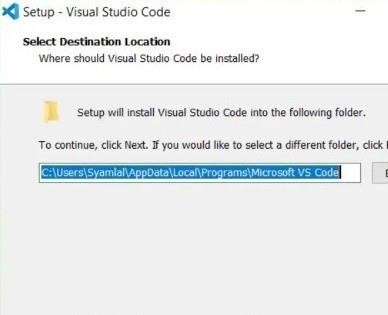 Setup - Visual Studio Code
Select Destination Location
Where should Visual Studio Code be installed?
Setup will install Visual Studio Code into the following folder.
To continue, click Next. If you would like to select a different folder, click
C:\Users\Syamlal\AppData\Local\Programs\Microsoft VS Code